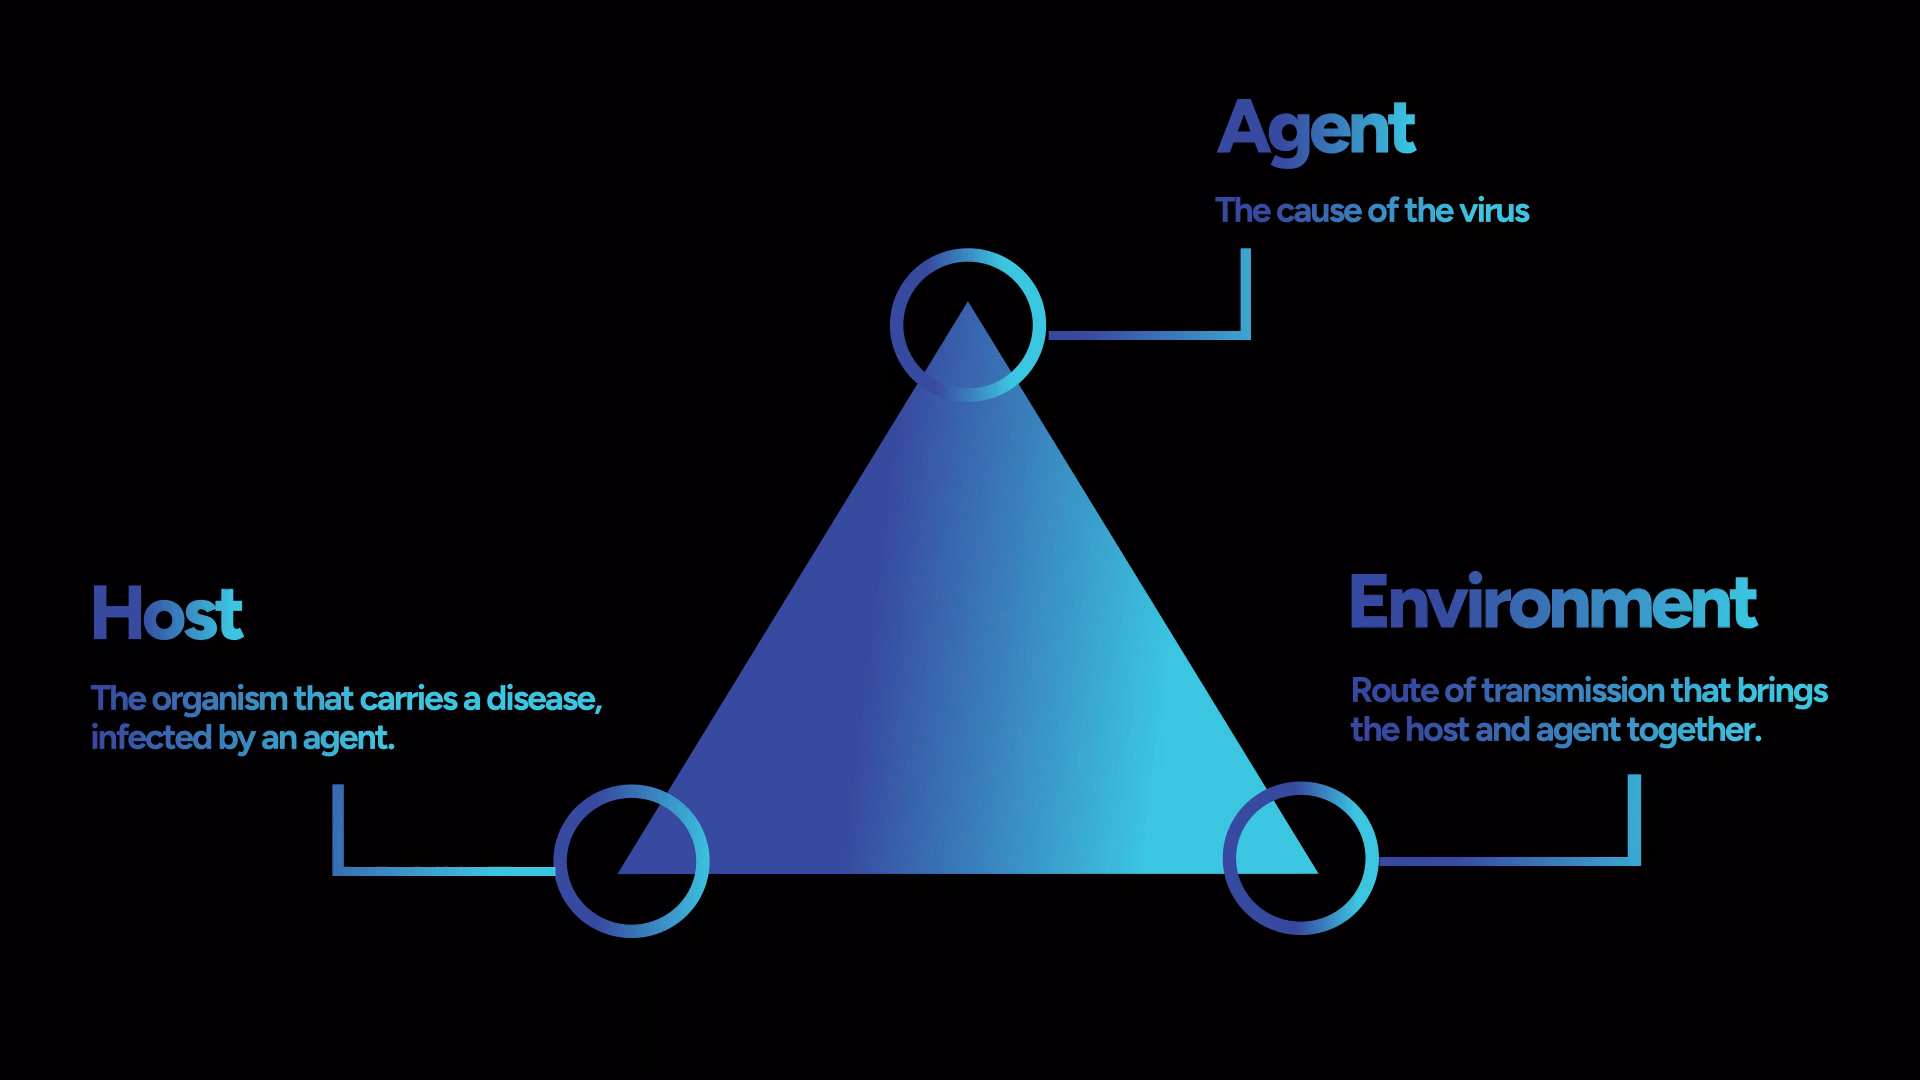 Agent
The cause of the virus
Host
The organism that carries a disease,
infected by an agent.
Environment
Route of transmission that brings
the host and agent together.